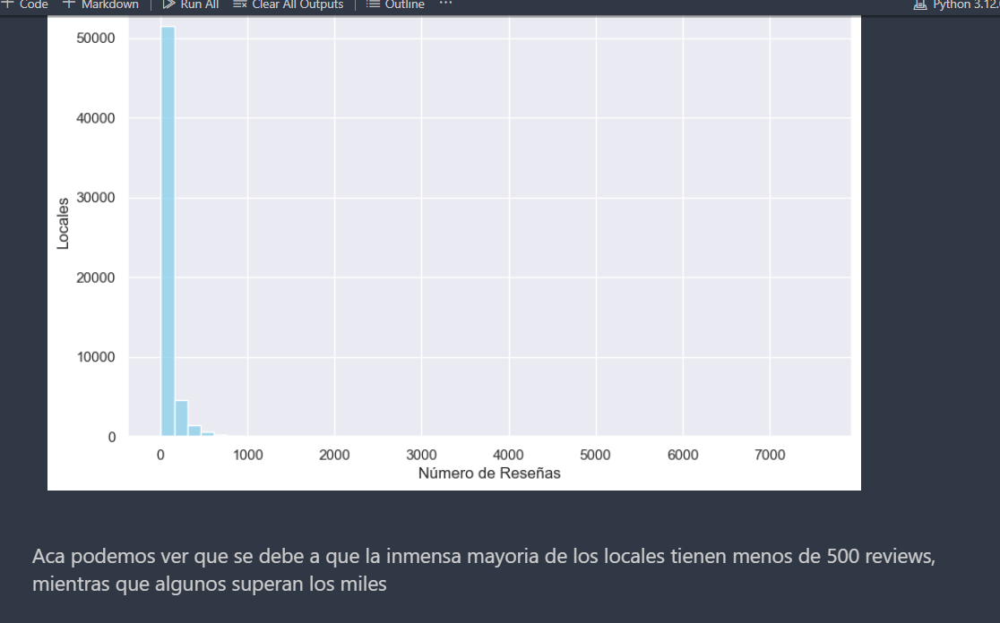 Code Markdown Run All Clear All Outputs Outline ... Python 3.12.
50000
40000
30000
20000
10000
0
Locales
0 1000 2000 3000 4000 5000 6000 7000
Número de Reseñas
Aca podemos ver que se debe a que la inmensa mayoria de los locales tienen menos de 500 reviews,
mientras que algunos superan los miles